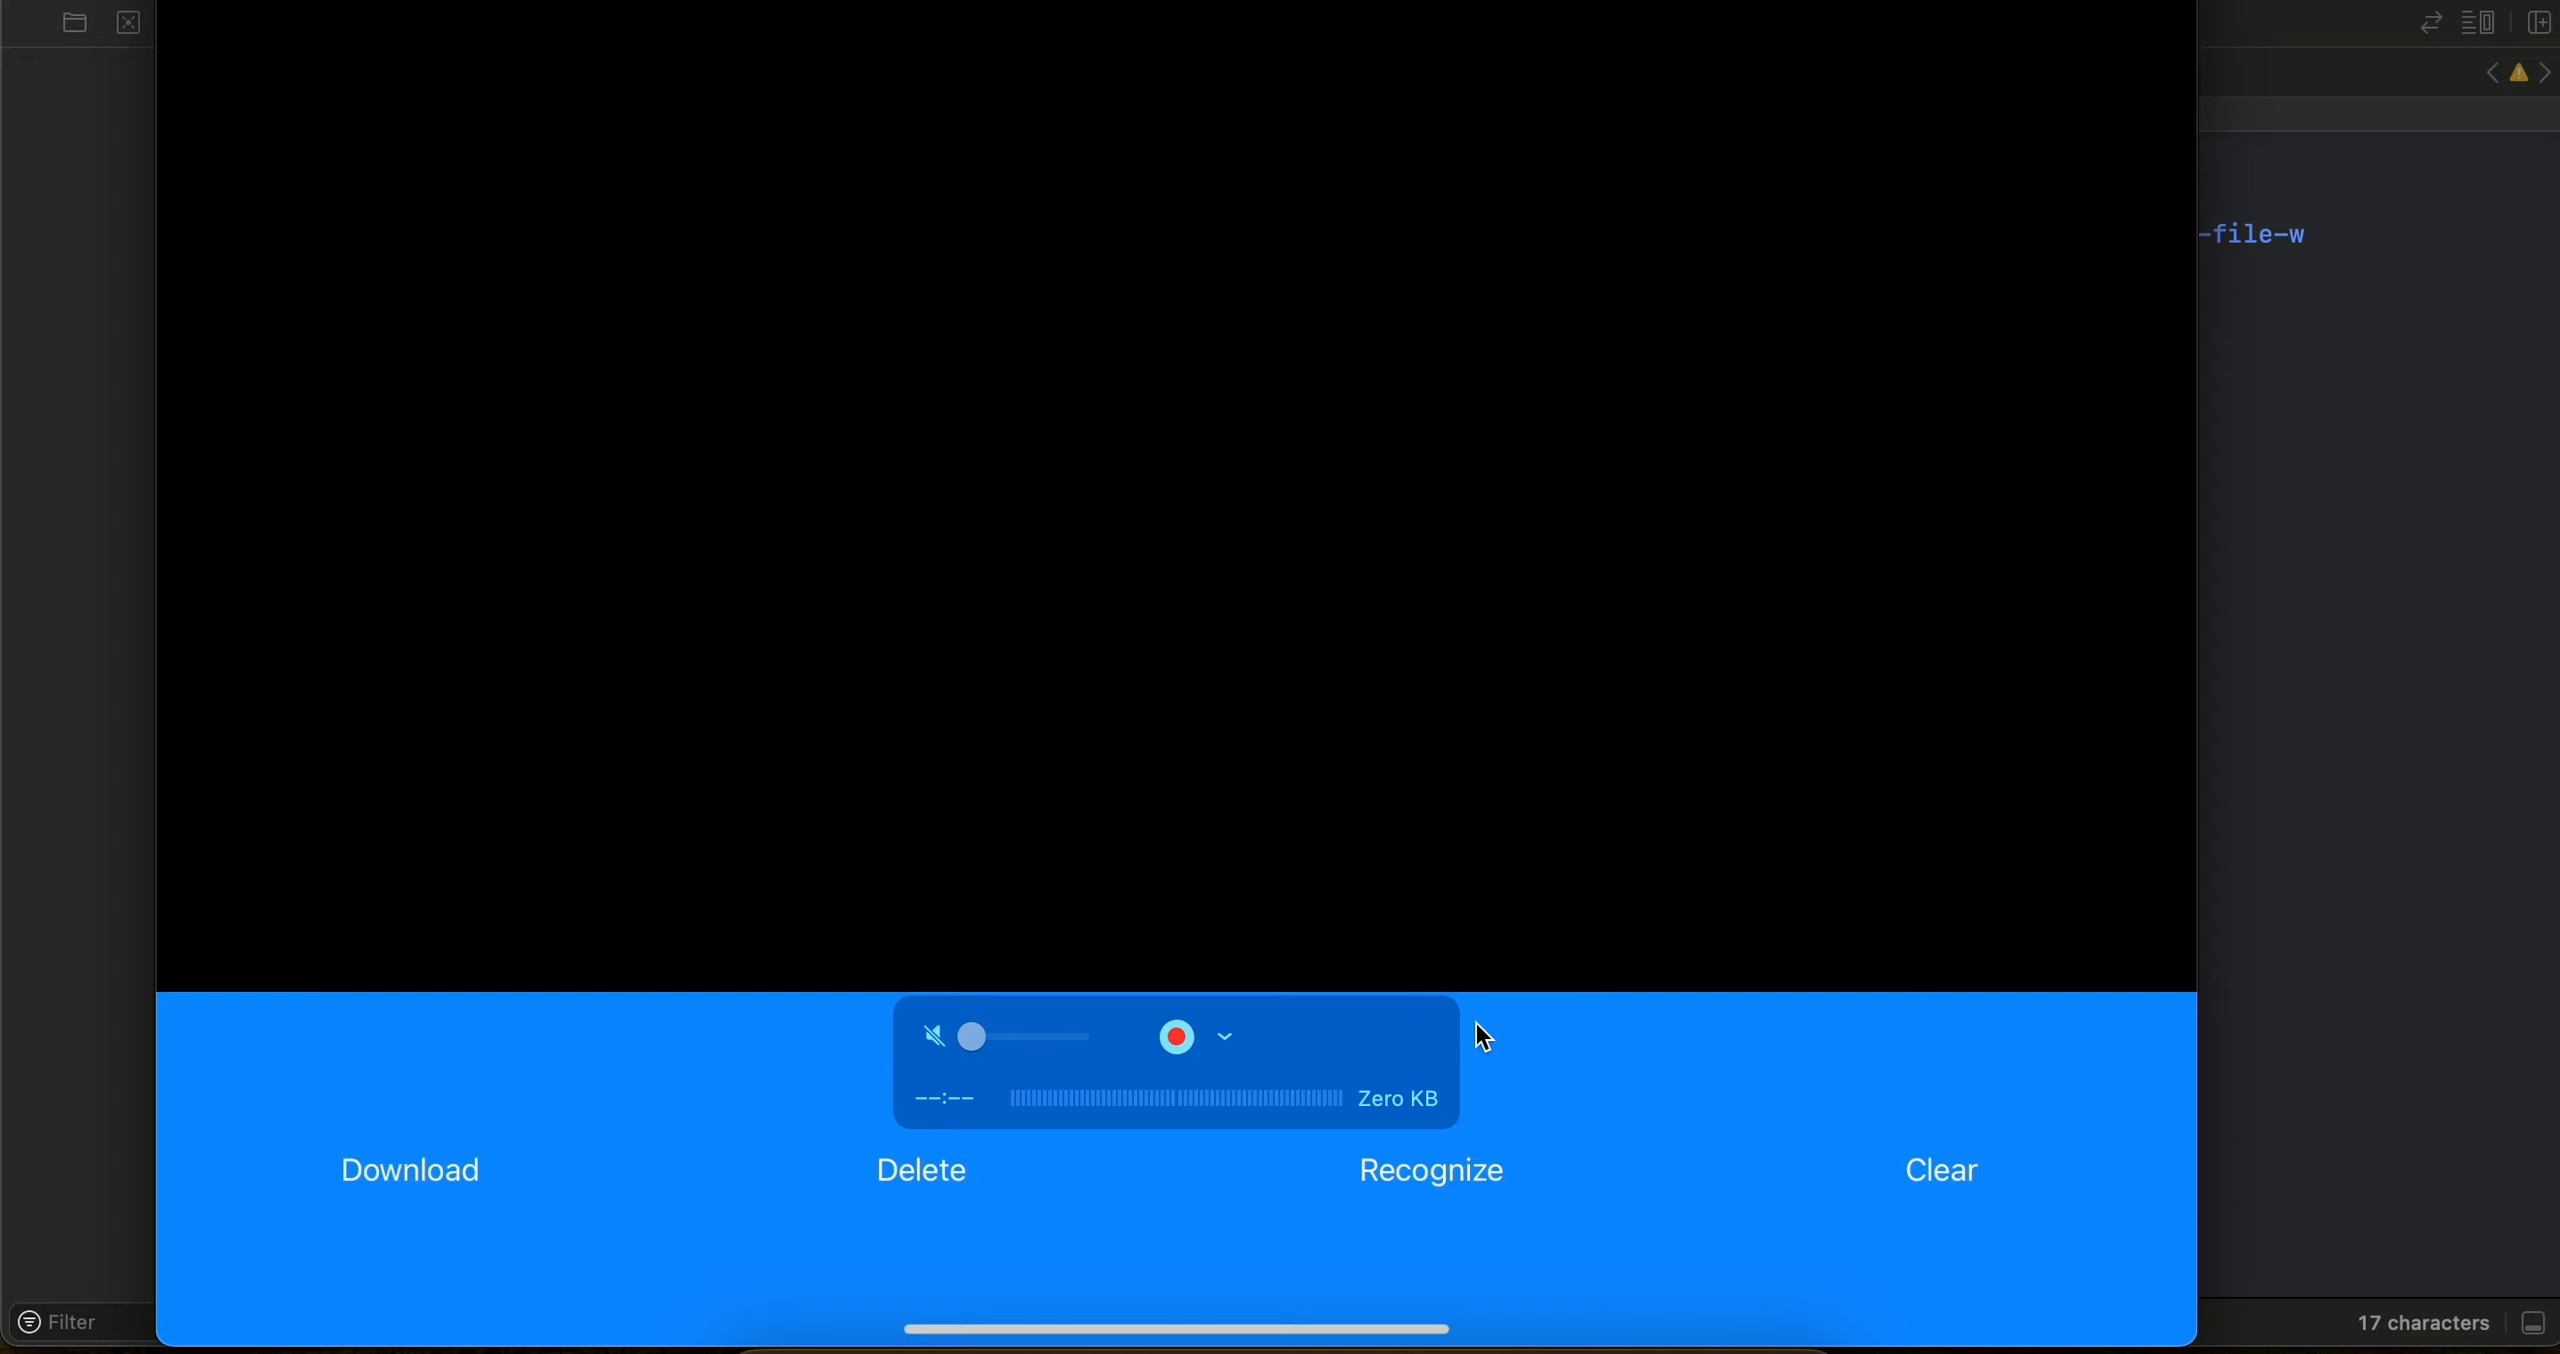 -file-w
--:--
Zero KB
Download
Delete
Recognize
Clear
Filter
17 characters